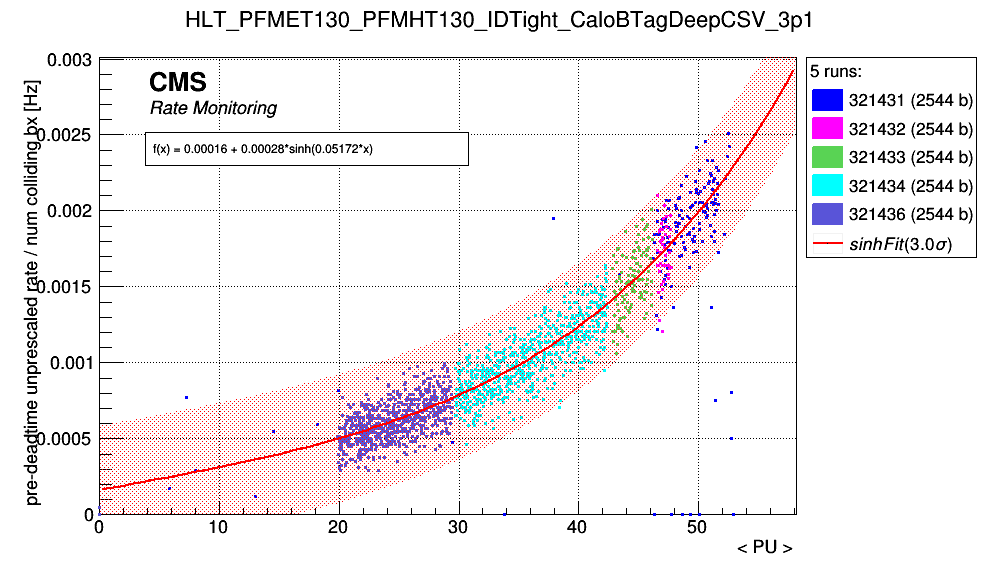 HLT_PFMET130_PFMHT130_IDTight_CaloBTagDeepCSV_3p1
pre-deadtime unprescaled rate / num colliding bx [Hz]
0.003
0.0025
0.002
0.0015
0.001
0.0005
0
CMS
Rate Monitoring
f(x) = 0.00016 + 0.00028*sinh(0.05172*x)
0 10 20 30 40 50
< PU >
5 runs:
321431 (2544 b)
321432 (2544 b)
321433 (2544 b)
321434 (2544 b)
321436 (2544 b)
sinhFit(3.0σ)